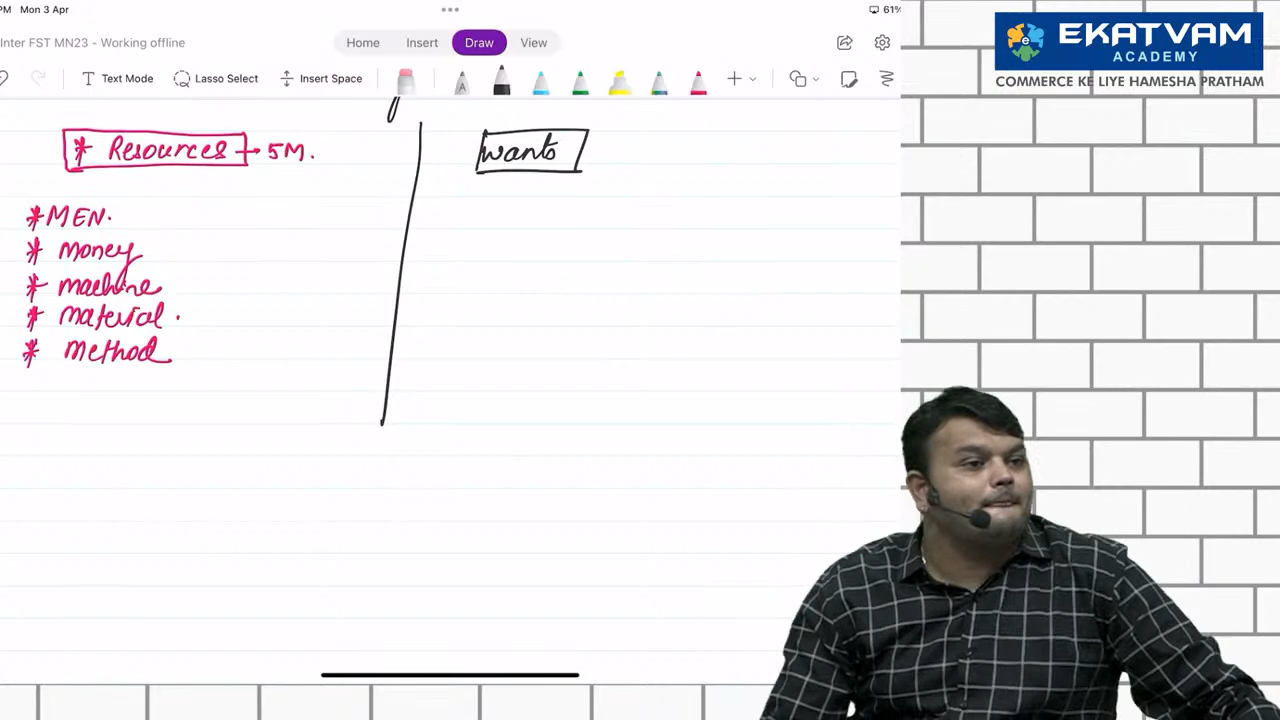 PM Mon 3 Apr
61%
Inter FST MN23 - Working offline
Home Insert Draw View
Text Mode Lasso Select Insert Space
EKATVAM
ACADEMY
COMMERCE KE LIYE HAMESHA PRATHAM
* Resources → 5M.
wants
* MEN.
* money
* machine
* material.
* Method